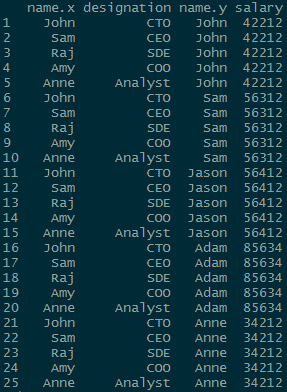 name.x designation name.y salary
1 John CTO John 42212
2 Sam CEO John 42212
3 Raj SDE John 42212
4 Amy COO John 42212
5 Anne Analyst John 42212
6 John CTO Sam 56312
7 Sam CEO Sam 56312
8 Raj SDE Sam 56312
9 Amy COO Sam 56312
10 Anne Analyst Sam 56312
11 John CTO Jason 56412
12 Sam CEO Jason 56412
13 Raj SDE Jason 56412
14 Amy COO Jason 56412
15 Anne Analyst Jason 56412
16 John CTO Adam 85634
17 Sam CEO Adam 85634
18 Raj SDE Adam 85634
19 Amy COO Adam 85634
20 Anne Analyst Adam 85634
21 John CTO Anne 34212
22 Sam CEO Anne 34212
23 Raj SDE Anne 34212
24 Amy COO Anne 34212
25 Anne Analyst Anne 34212